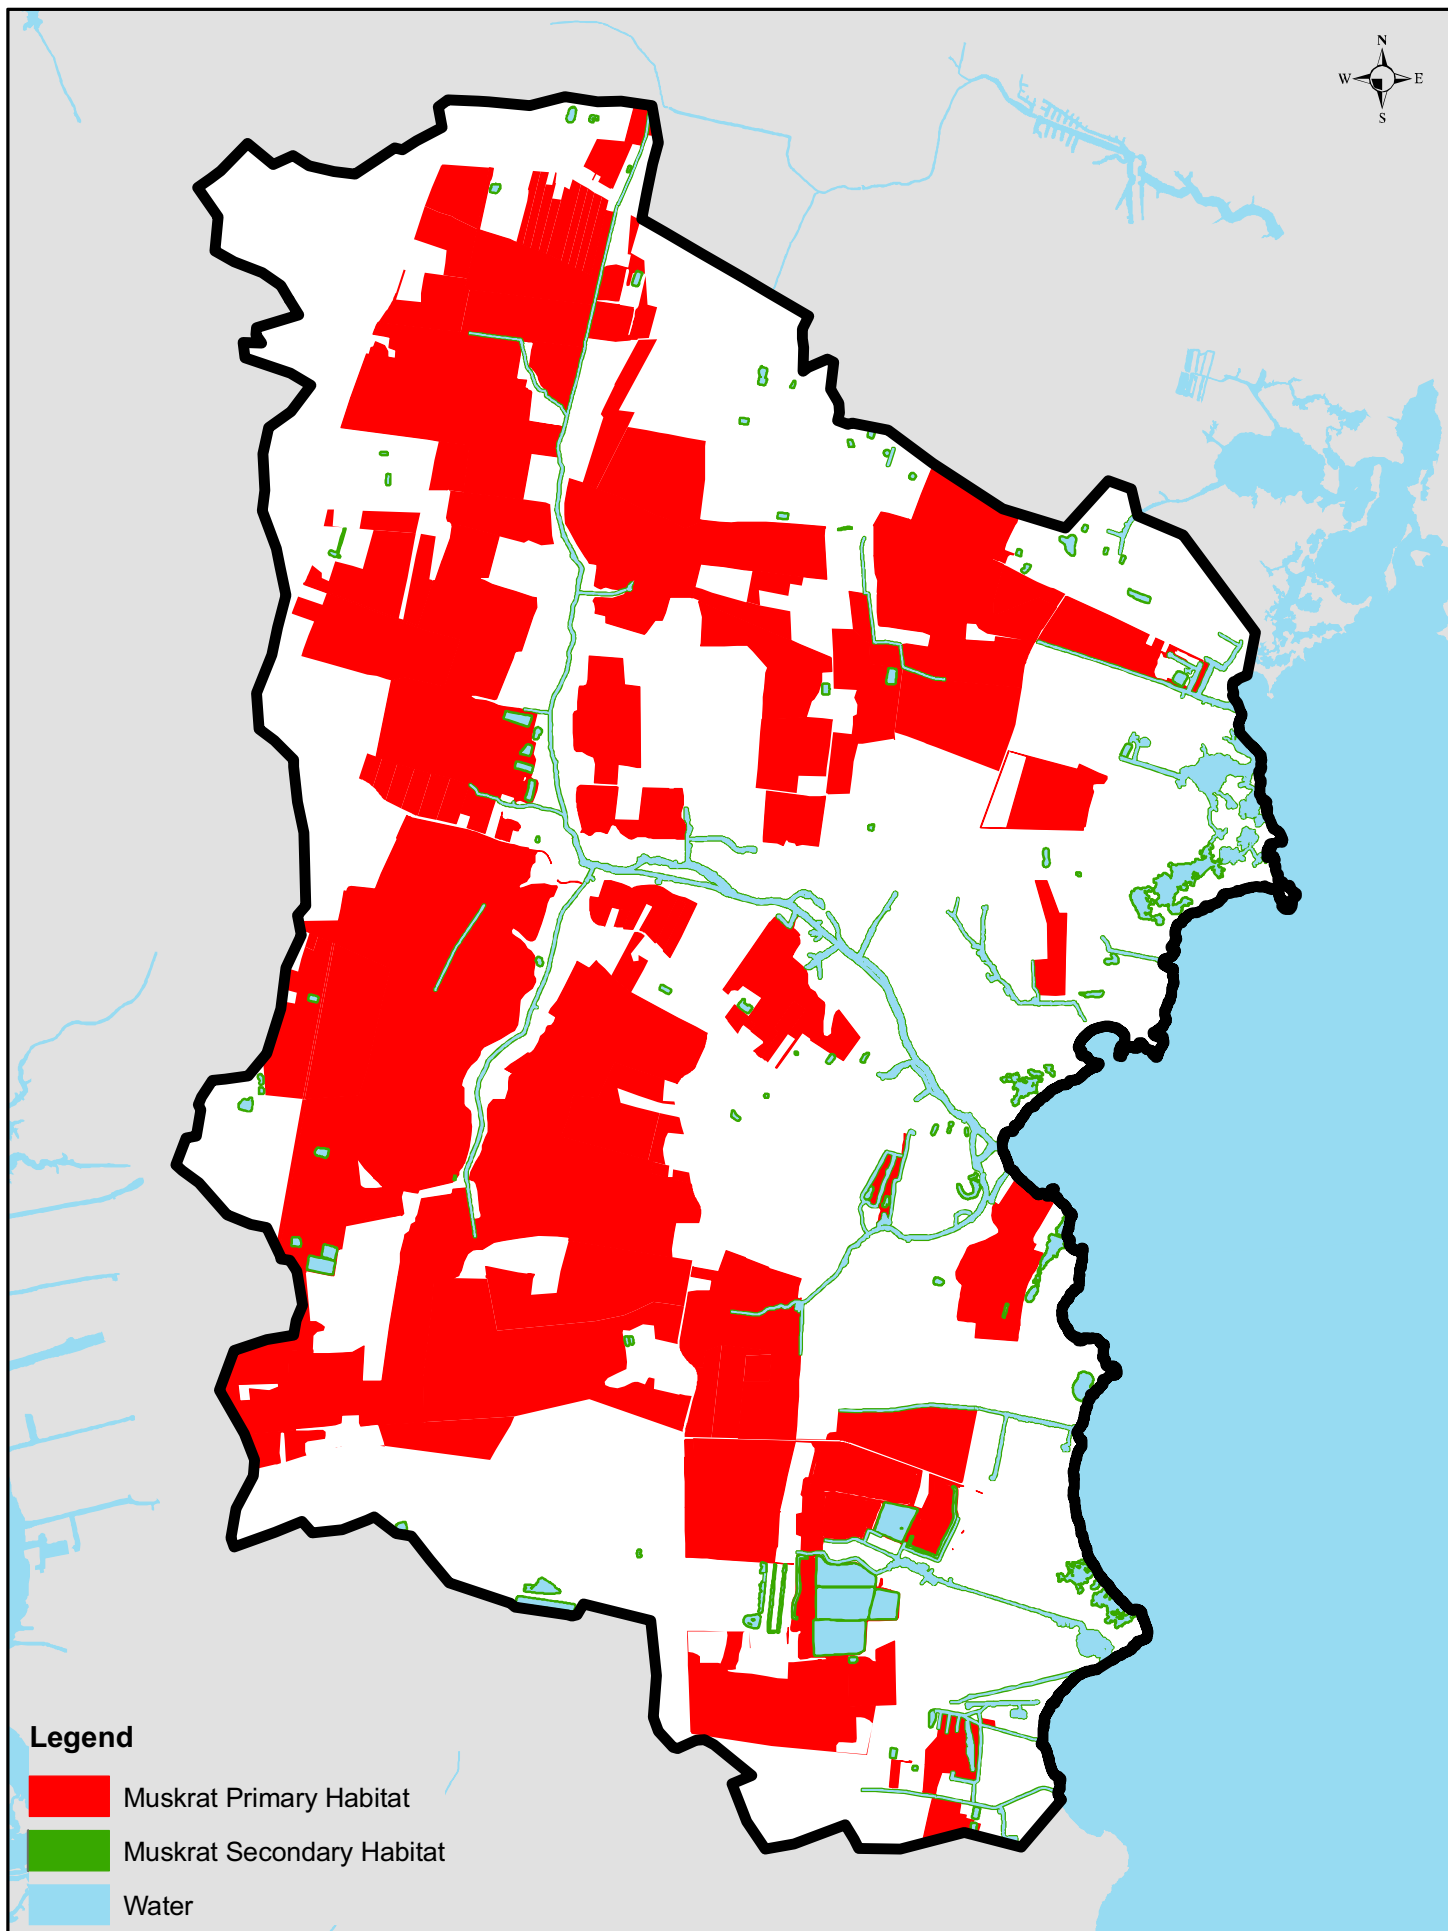 N
W E
S
Legend
Muskrat Primary Habitat
Muskrat Secondary Habitat
Water